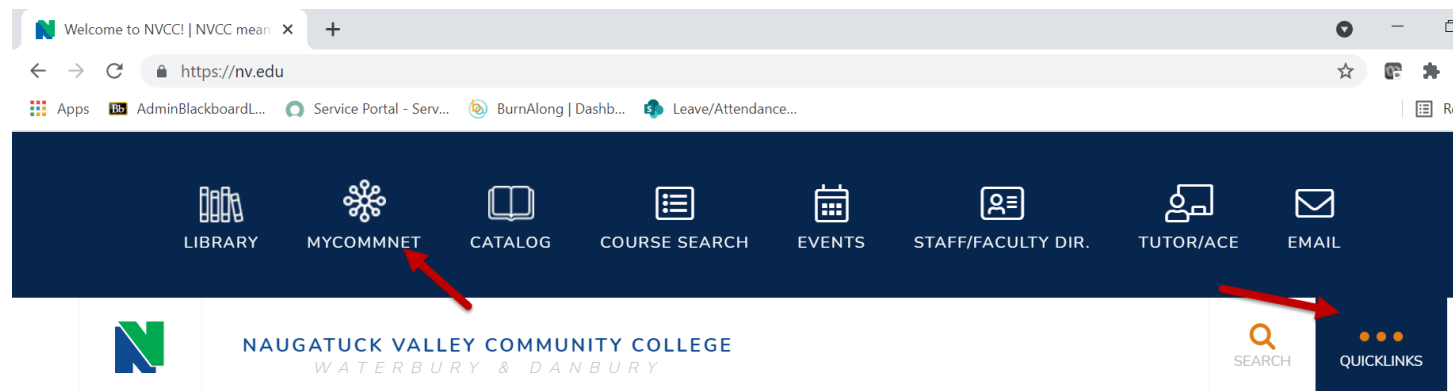 Welcome to NVCC! | NVCC mean
https://nv.edu
Apps Bb AdminBlackboardL... Service Portal - Serv... BurnAlong | Dashb... Leave/Attendance...
LIBRARY MYCOMMNET CATALOG COURSE SEARCH EVENTS STAFF/FACULTY DIR. TUTOR/ACE EMAIL
NAUGATUCK VALLEY COMMUNITY COLLEGE
WATERBURY & DANBURY
SEARCH QUICKLINKS